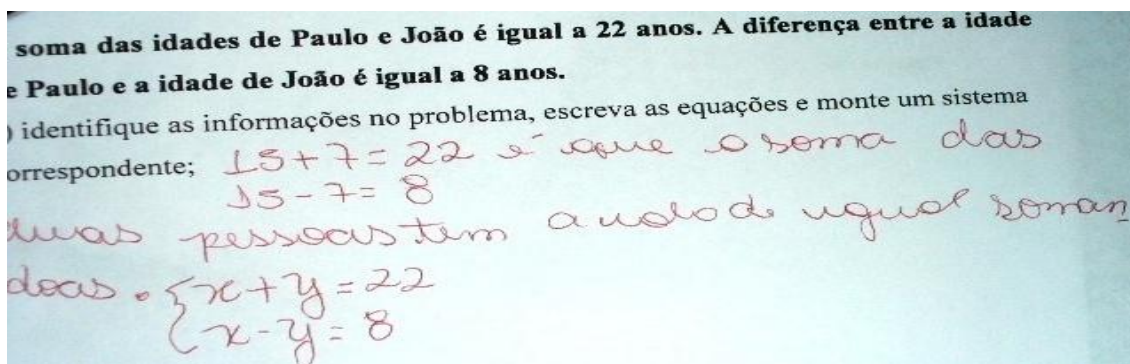 soma das idades de Paulo e João é igual a 22 anos. A diferença entre a idade
e Paulo e a idade de João é igual a 8 anos.
) identifique as informações no problema, escreva as equações e monte um sistema
orrespondente; 15+7=22 é que a soma das
15-7=8
duas pessoas tem a idade igual soman
doas. {x+y=22
{x-y=8